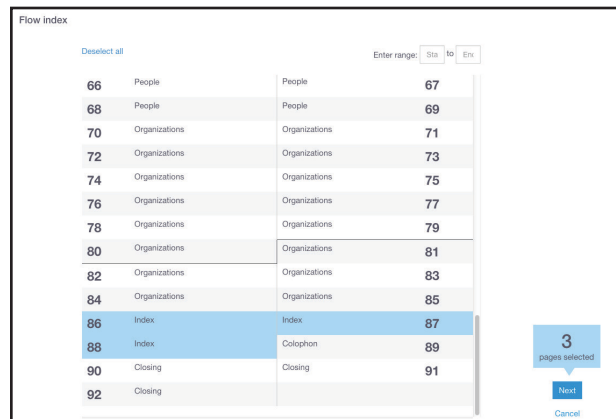 Flow index
Deselect all
Enter range: Sta to En
66 People People 67
68 People People 69
70 Organizations Organizations 71
72 Organizations Organizations 73
74 Organizations Organizations 75
76 Organizations Organizations 77
78 Organizations Organizations 79
80 Organizations Organizations 81
82 Organizations Organizations 83
84 Organizations Organizations 85
86 Index Index 87
88 Index Colophon 89
90 Closing Closing 91
92 Closing
3
pages selected
Next
Cancel